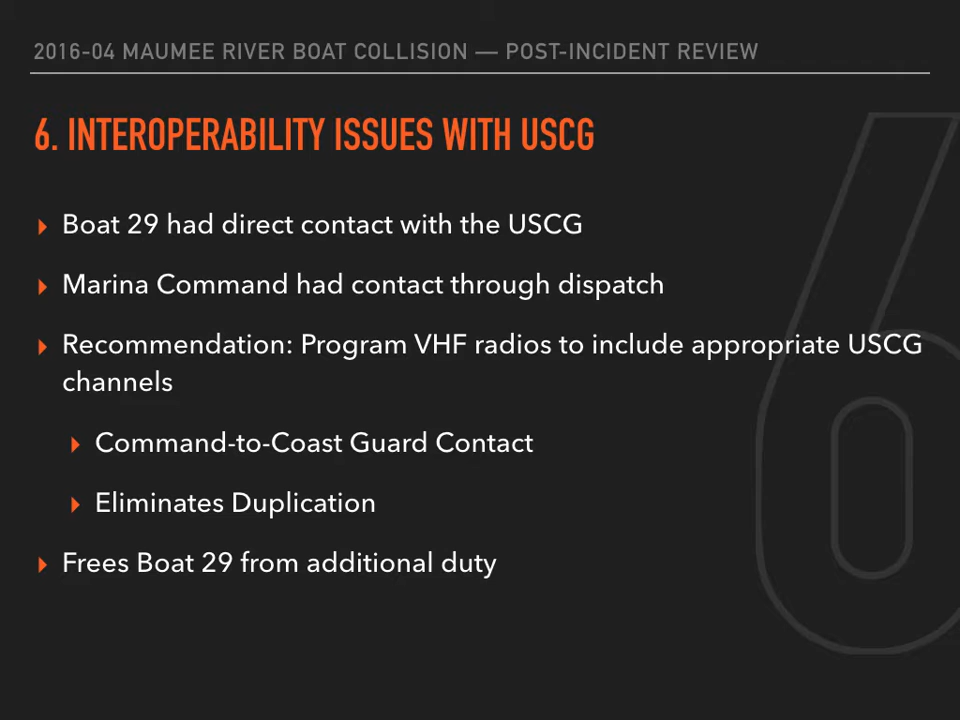 2016-04 MAUMEE RIVER BOAT COLLISION — POST-INCIDENT REVIEW
6. INTEROPERABILITY ISSUES WITH USCG
▸ Boat 29 had direct contact with the USCG
▸ Marina Command had contact through dispatch
▸ Recommendation: Program VHF radios to include appropriate USCG
channels
▸ Command-to-Coast Guard Contact
▸ Eliminates Duplication
▸ Frees Boat 29 from additional duty
6